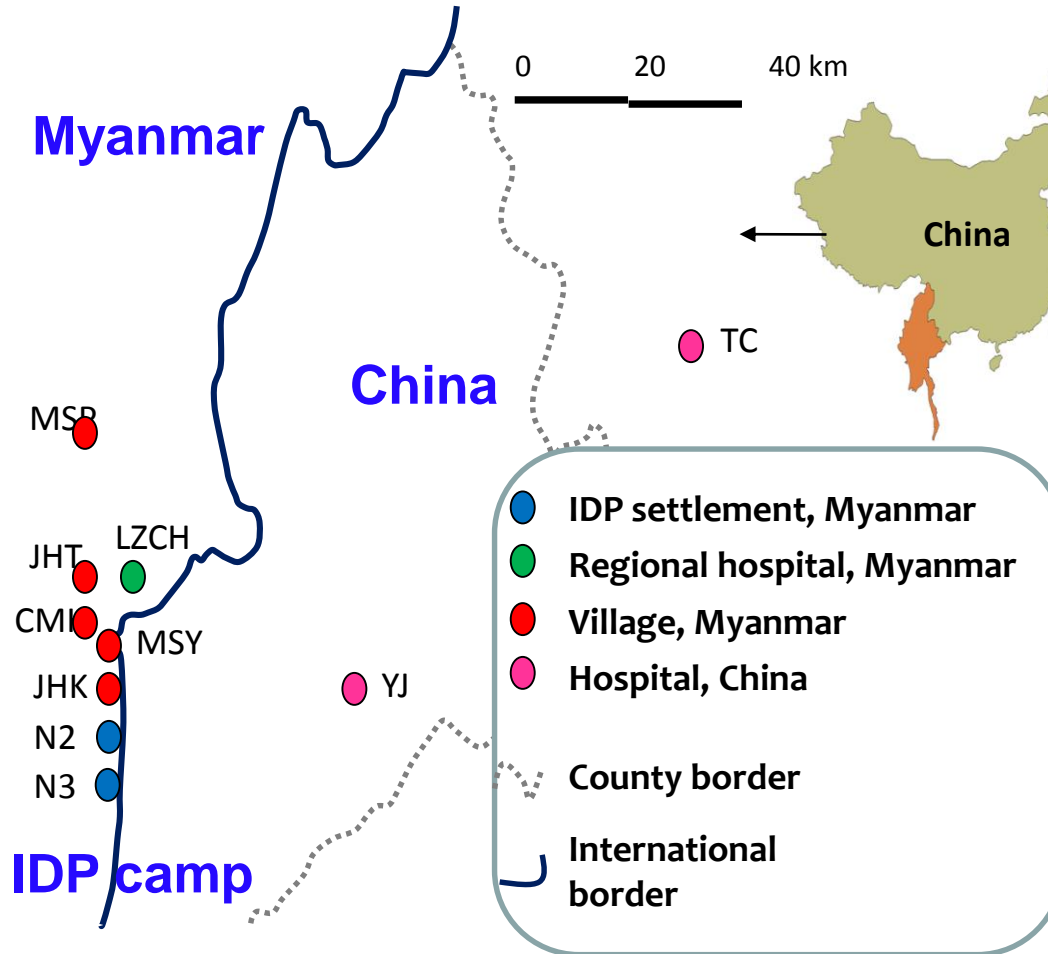 0 20 40 km
Myanmar
China
TC
China
MSP
LZCH
JHT
CMH
MSY
JHK
YJ
N2
N3
IDP camp
IDP settlement, Myanmar
Regional hospital, Myanmar
Village, Myanmar
Hospital, China
County border
International
border